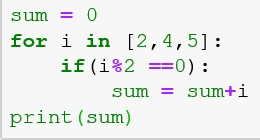 sum = 0
for i in [2,4,5]:
    if(i%2 ==0):
        sum = sum+i
print(sum)